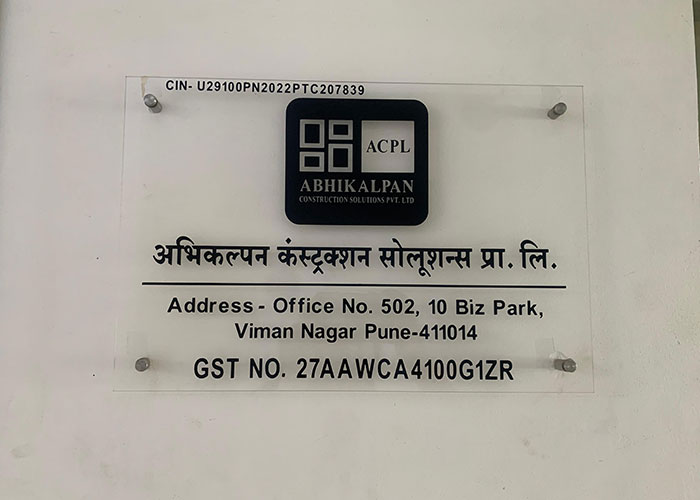 CIN- U29100PN2022PTC207839
ACPL
ABHIKALPAN
CONSTRUCTION SOLUTIONS PVT. LTD
अभिकल्पन कंस्ट्रक्शन सोलूशन्स प्रा. लि.
Address - Office No. 502, 10 Biz Park,
Viman Nagar Pune-411014
GST NO. 27AAWCA4100G1ZR